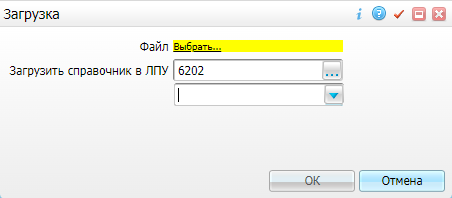 Загрузка
Файл Выбрать...
Загрузить справочник в ЛПУ 6202 ...
ОК Отмена